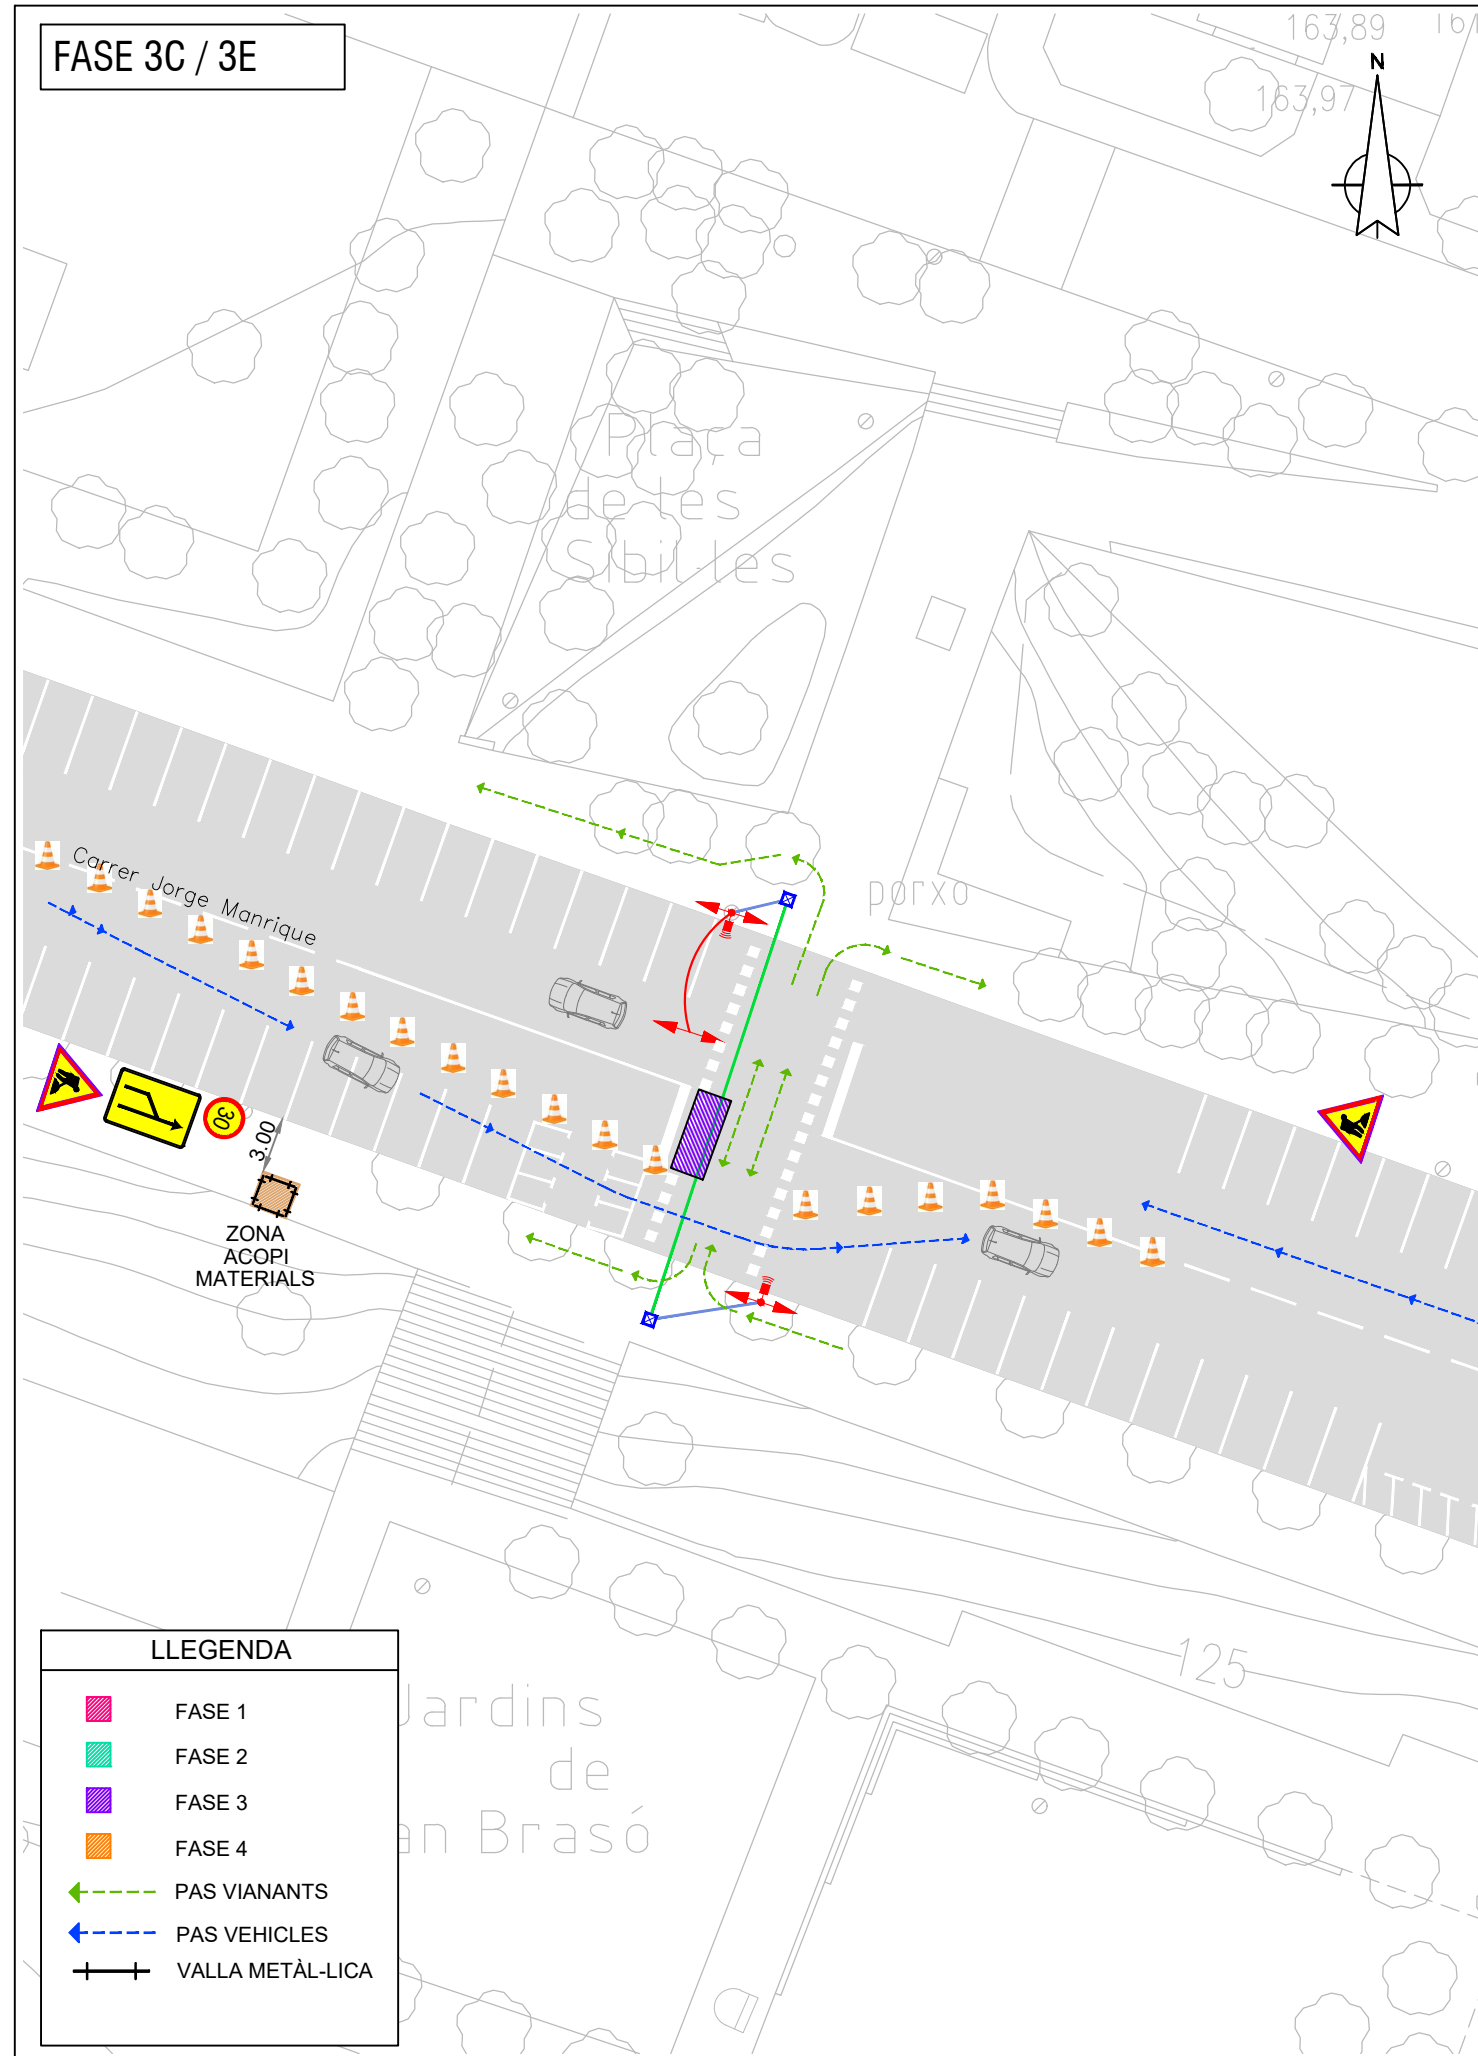 FASE 3C / 3E
163,89
163,97
N
Plaça
de les
Sibil·les
porxo
Carrer Jorge Manrique
30
3.00
ZONA
ACOPI
MATERIALS
125
Jardins
de
an Brasó
LLEGENDA
FASE 1
FASE 2
FASE 3
FASE 4
PAS VIANANTS
PAS VEHICLES
VALLA METÀL-LICA